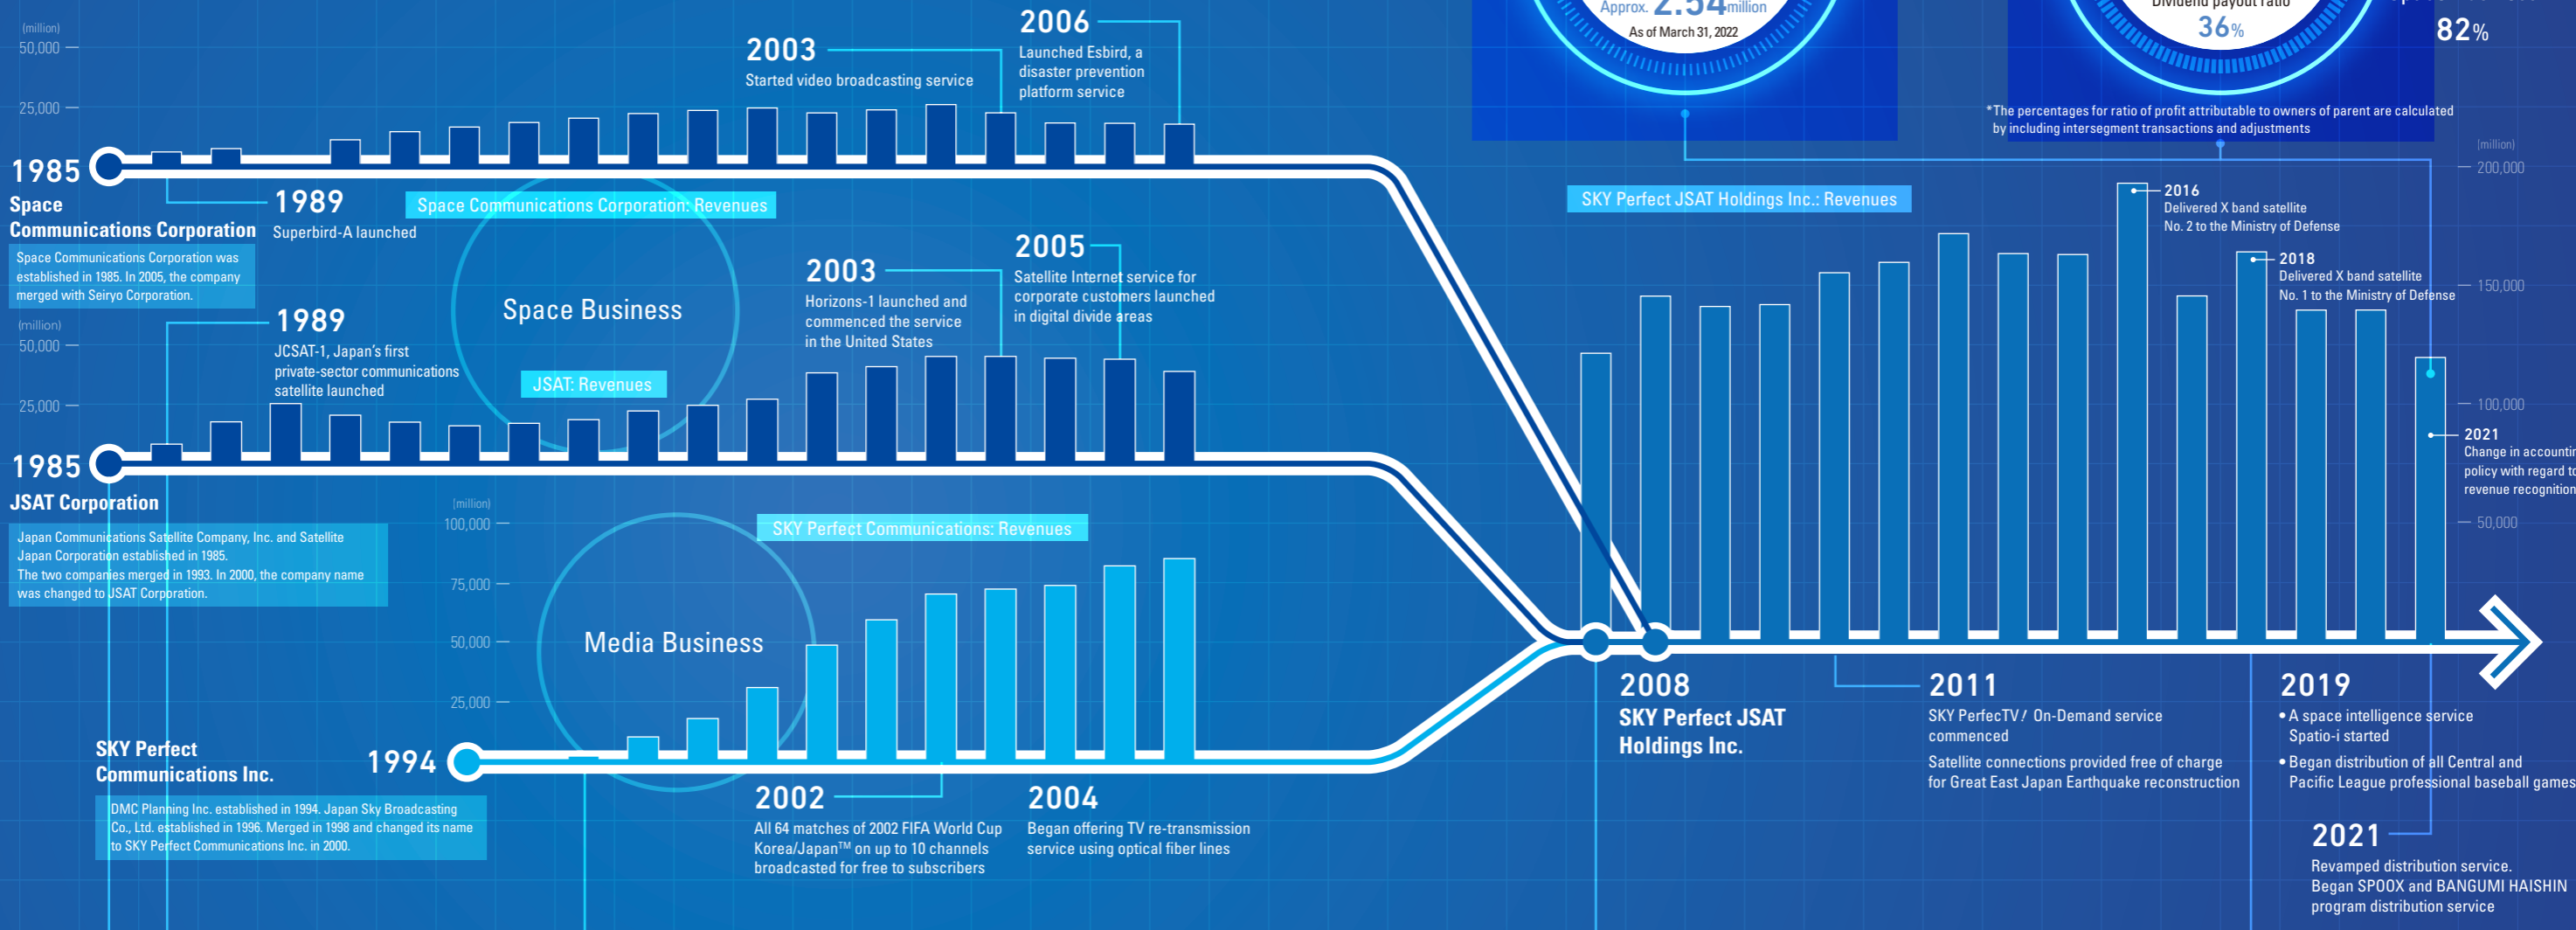 (million)
50,000
25,000
2003
Started video broadcasting service
2006
Launched Esbird, a
disaster prevention
platform service
1985
Space
Communications Corporation
Space Communications Corporation was
established in 1985. In 2005, the company
merged with Seiryo Corporation.
1989
Superbird-A launched
Space Communications Corporation: Revenues
Space Business
(million)
50,000
25,000
1989
JCSAT-1, Japan's first
private-sector communications
satellite launched
JSAT: Revenues
2003
Horizons-1 launched and
commenced the service
in the United States
2005
Satellite Internet service for
corporate customers launched
in digital divide areas
1985
JSAT Corporation
Japan Communications Satellite Company, Inc. and Satellite
Japan Corporation established in 1985.
The two companies merged in 1993. In 2000, the company name
was changed to JSAT Corporation.
(million)
100,000
75,000
50,000
25,000
SKY Perfect Communications: Revenues
Media Business
SKY Perfect
Communications Inc.
1994
DMC Planning Inc. established in 1994. Japan Sky Broadcasting
Co., Ltd. established in 1996. Merged in 1998 and changed its name
to SKY Perfect Communications Inc. in 2000.
2002
All 64 matches of 2002 FIFA World Cup
Korea/Japan™ on up to 10 channels
broadcasted for free to subscribers
2004
Began offering TV re-transmission
service using optical fiber lines
Approx. 2.54 million
As of March 31, 2022
Dividend payout ratio
36%
82%
*The percentages for ratio of profit attributable to owners of parent are calculated
by including intersegment transactions and adjustments
SKY Perfect JSAT Holdings Inc.: Revenues
(million)
200,000
150,000
100,000
50,000
2016
Delivered X band satellite
No. 2 to the Ministry of Defense
2018
Delivered X band satellite
No. 1 to the Ministry of Defense
2021
Change in accountin
policy with regard to
revenue recognition
2008
SKY Perfect JSAT
Holdings Inc.
2011
SKY PerfecTV! On-Demand service
commenced
Satellite connections provided free of charge
for Great East Japan Earthquake reconstruction
2019
• A space intelligence service
Spatio-i started
• Began distribution of all Central and
Pacific League professional baseball games
2021
Revamped distribution service.
Began SPOOX and BANGUMI HAISHIN
program distribution service